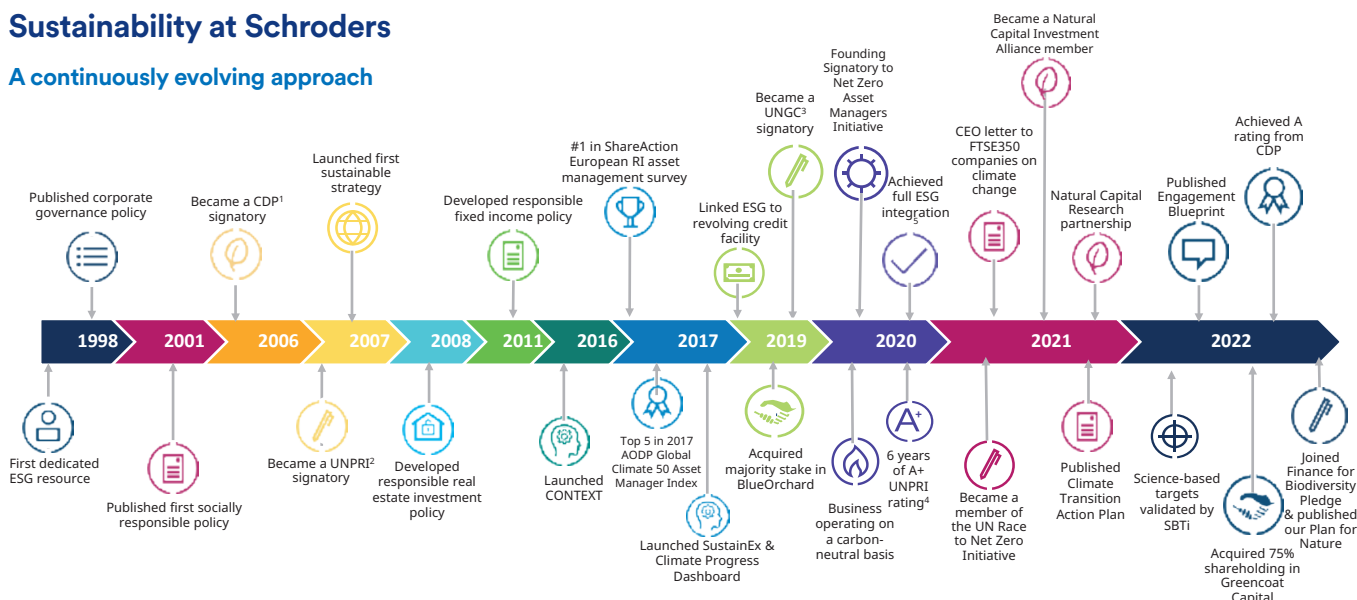 Sustainability at Schroders
A continuously evolving approach
Published corporate
governance policy
Became a CDP¹
signatory
Launched first
sustainable
strategy
Developed responsible
fixed income policy
#1 in ShareAction
European RI asset
management survey
Linked ESG to
revolving credit
facility
Became a
UNGC³
signatory
Founding
Signatory to
Net Zero
Asset
Managers
Initiative
Achieved
full ESG
integration
5
CEO letter to
FTSE350
companies on
climate
change
Became a Natural
Capital Investment
Alliance member
Natural Capital
Research
partnership
Published
Engagement
Blueprint
Achieved A
rating from
CDP
1998
2001
2006
2007
2008
2011
2016
2017
2019
2020
2021
2022
First dedicated
ESG resource
Published first socially
responsible policy
Became a UNPRI²
signatory
Developed
responsible real
estate investment
policy
Launched
CONTEXT
Top 5 in 2017
AODP Global
Climate 50 Asset
Manager Index
Launched SustainEx &
Climate Progress
Dashboard
Acquired
majority stake in
BlueOrchard
Business
operating on
a carbon-
neutral basis
A+
6 years
of A+
UNPRI
rating⁴
Became a
member of
the UN Race
to Net Zero
Initiative
Published
Climate
Transition
Action Plan
Science-based
targets
validated by
SBTi
Acquired 75%
shareholding in
Greencoat
Capital
Joined
Finance for
Biodiversity
Pledge
& published
our Plan for
Nature